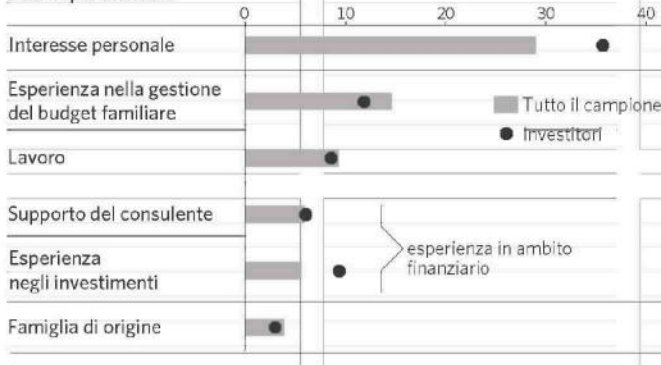 0 10 20 30 40
Interesse personale
Esperienza nella gestione
del budget familiare
Tutto il campione
Investitori
Lavoro
Supporto del consulente
esperienza in ambito
finanziario
Esperienza
negli investimenti
Famiglia di origine